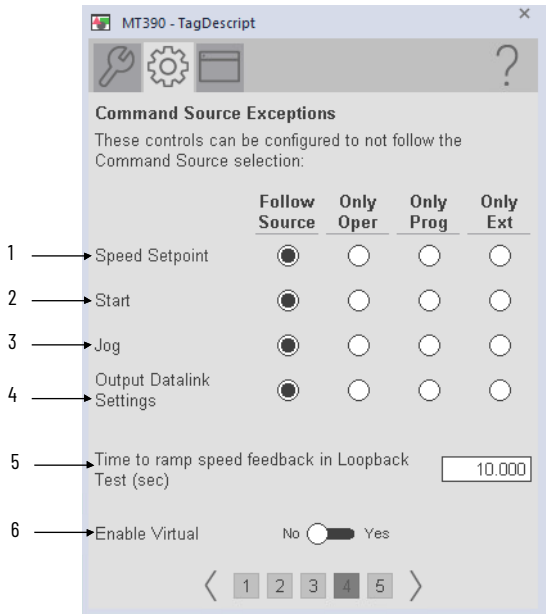 MT390 - TagDescript
×
?
Command Source Exceptions
These controls can be configured to not follow the
Command Source selection:
Follow Only Only Only
Source Oper Prog Ext
1 Speed Setpoint
2 Start
3 Jog
4 Output Datalink
Settings
5 Time to ramp speed feedback in Loopback
Test (sec)
10.000
6 Enable Virtual No Yes
1 2 3 4 5